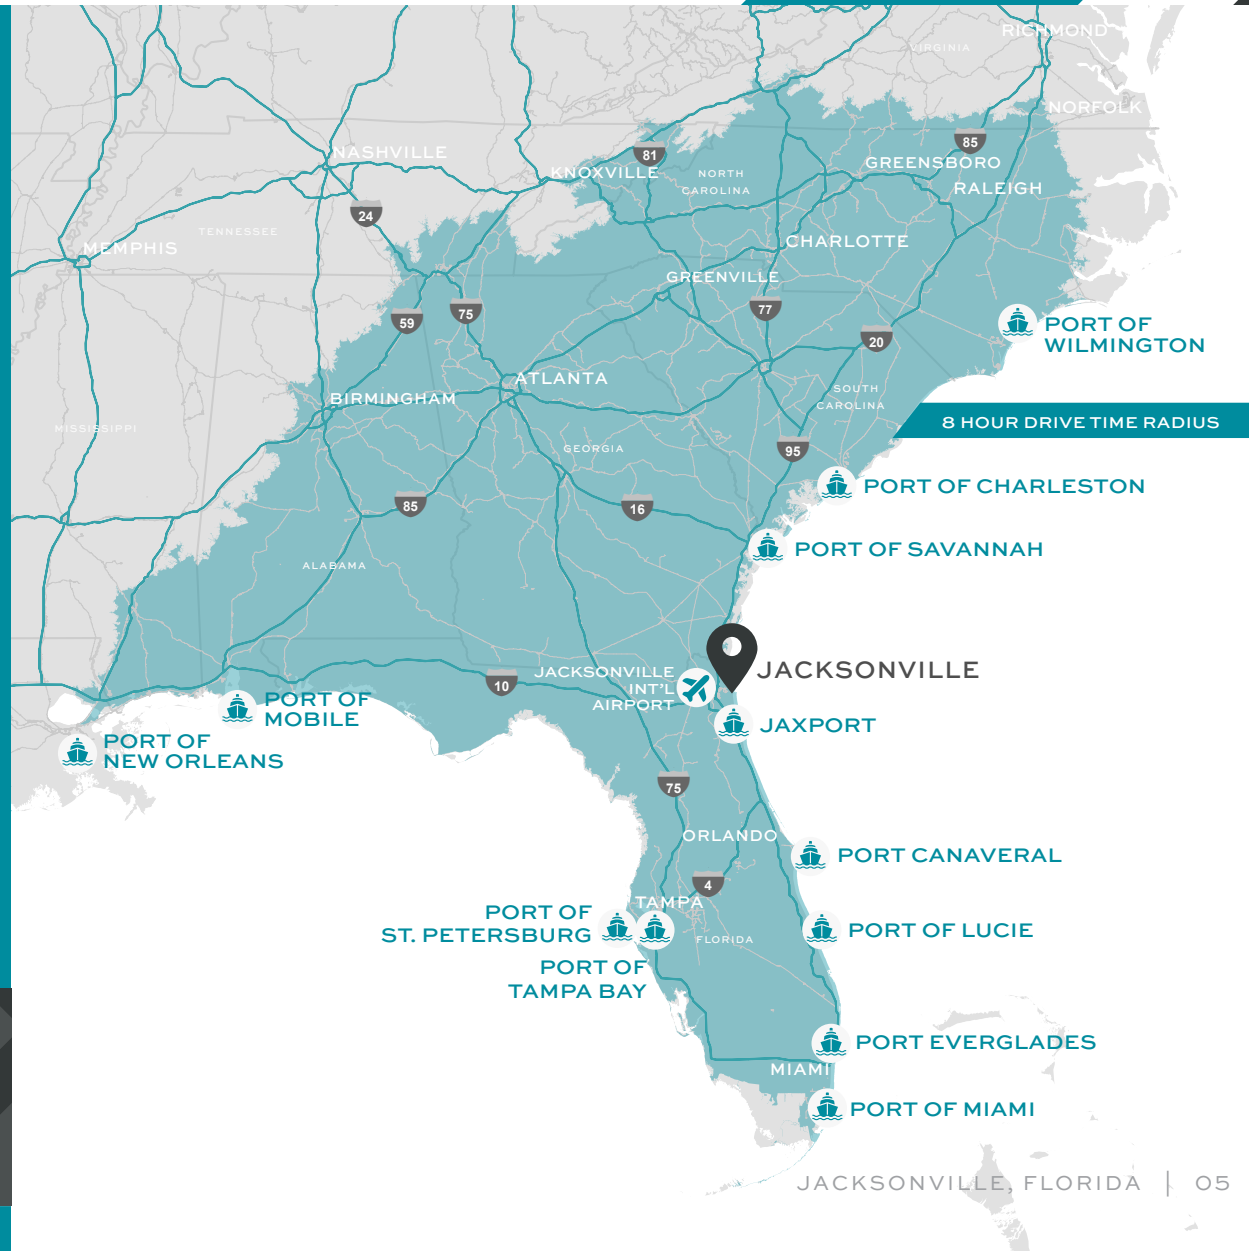 RICHMOND
VIRGINIA
NORFOLK
85
NASHVILLE
81
GREENSBORO
KNOXVILLE
NORTH
CAROLINA
RALEIGH
24
TENNESSEE
MEMPHIS
CHARLOTTE
GREENVILLE
59
75
77
20
PORT OF
WILMINGTON
ATLANTA
BIRMINGHAM
SOUTH
CAROLINA
8 HOUR DRIVE TIME RADIUS
MISSISSIPPI
GEORGIA
95
PORT OF CHARLESTON
85
16
PORT OF SAVANNAH
ALABAMA
JACKSONVILLE
INT'L
AIRPORT
JACKSONVILLE
10
PORT OF
MOBILE
JAXPORT
PORT OF
NEW ORLEANS
75
ORLANDO
PORT CANAVERAL
4
TAMPA
PORT OF
ST. PETERSBURG
FLORIDA
PORT OF LUCIE
PORT OF
TAMPA BAY
PORT EVERGLADES
MIAMI
PORT OF MIAMI
JACKSONVILLE, FLORIDA | 05